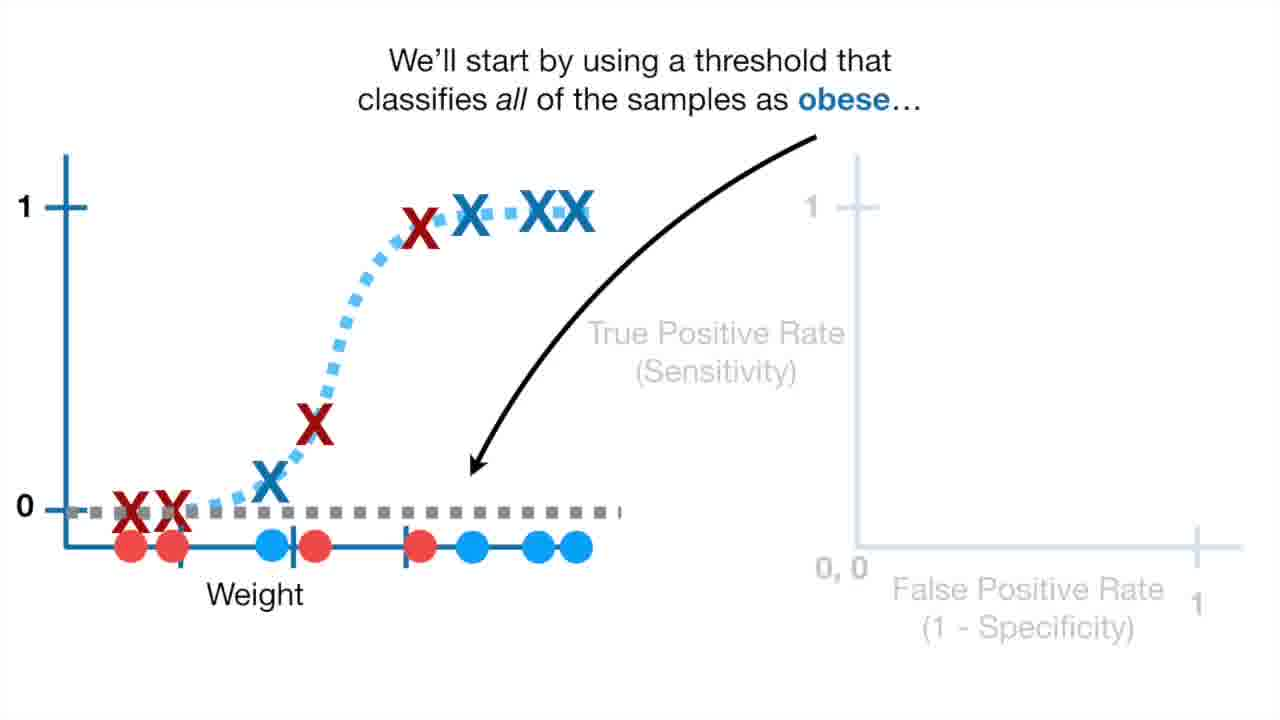 We'll start by using a threshold that
classifies all of the samples as obese...
1
X
X
X
X
X
X
X
X
0
Weight
1
True Positive Rate
(Sensitivity)
0, 0
False Positive Rate
(1 - Specificity)
1